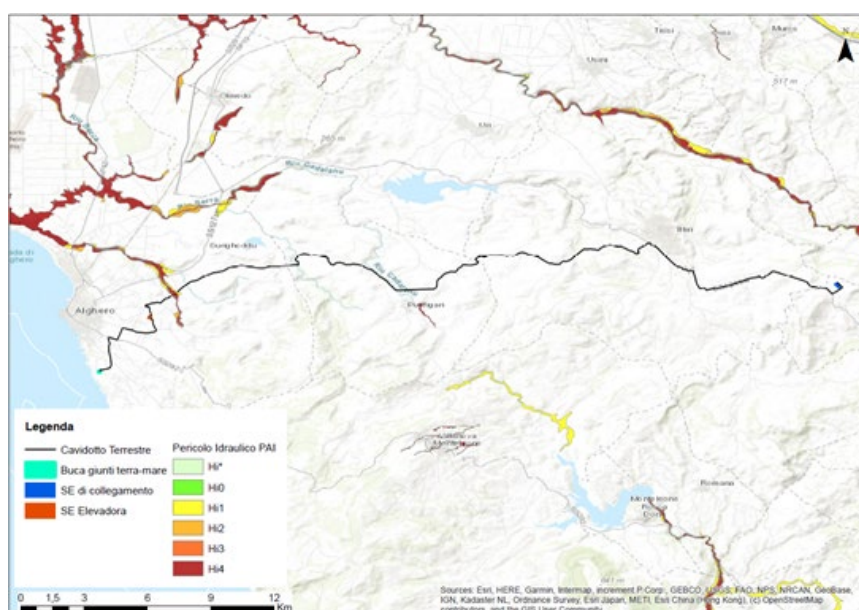 N
Usini
Olmedo
Uri
Rio Barca
Rio Serra
Ittiri
Alghero
Putifigari
Romana
Legenda
Cavidotto Terrestre
Buca giunti terra-mare
SE di collegamento
SE Elevadora
Pericolo Idraulico PAI
Hi*
Hi0
Hi1
Hi2
Hi3
Hi4
0 1,5 3 6 9 12
Km
Sources: Esri, HERE, Garmin, Intermap, increment P Corp., GEBCO, USGS, FAO, NPS, NRCAN, GeoBase,
IGN, Kadaster NL, Ordnance Survey, Esri Japan, METI, Esri China (Hong Kong), (c) OpenStreetMap
contributors, and the GIS User Community